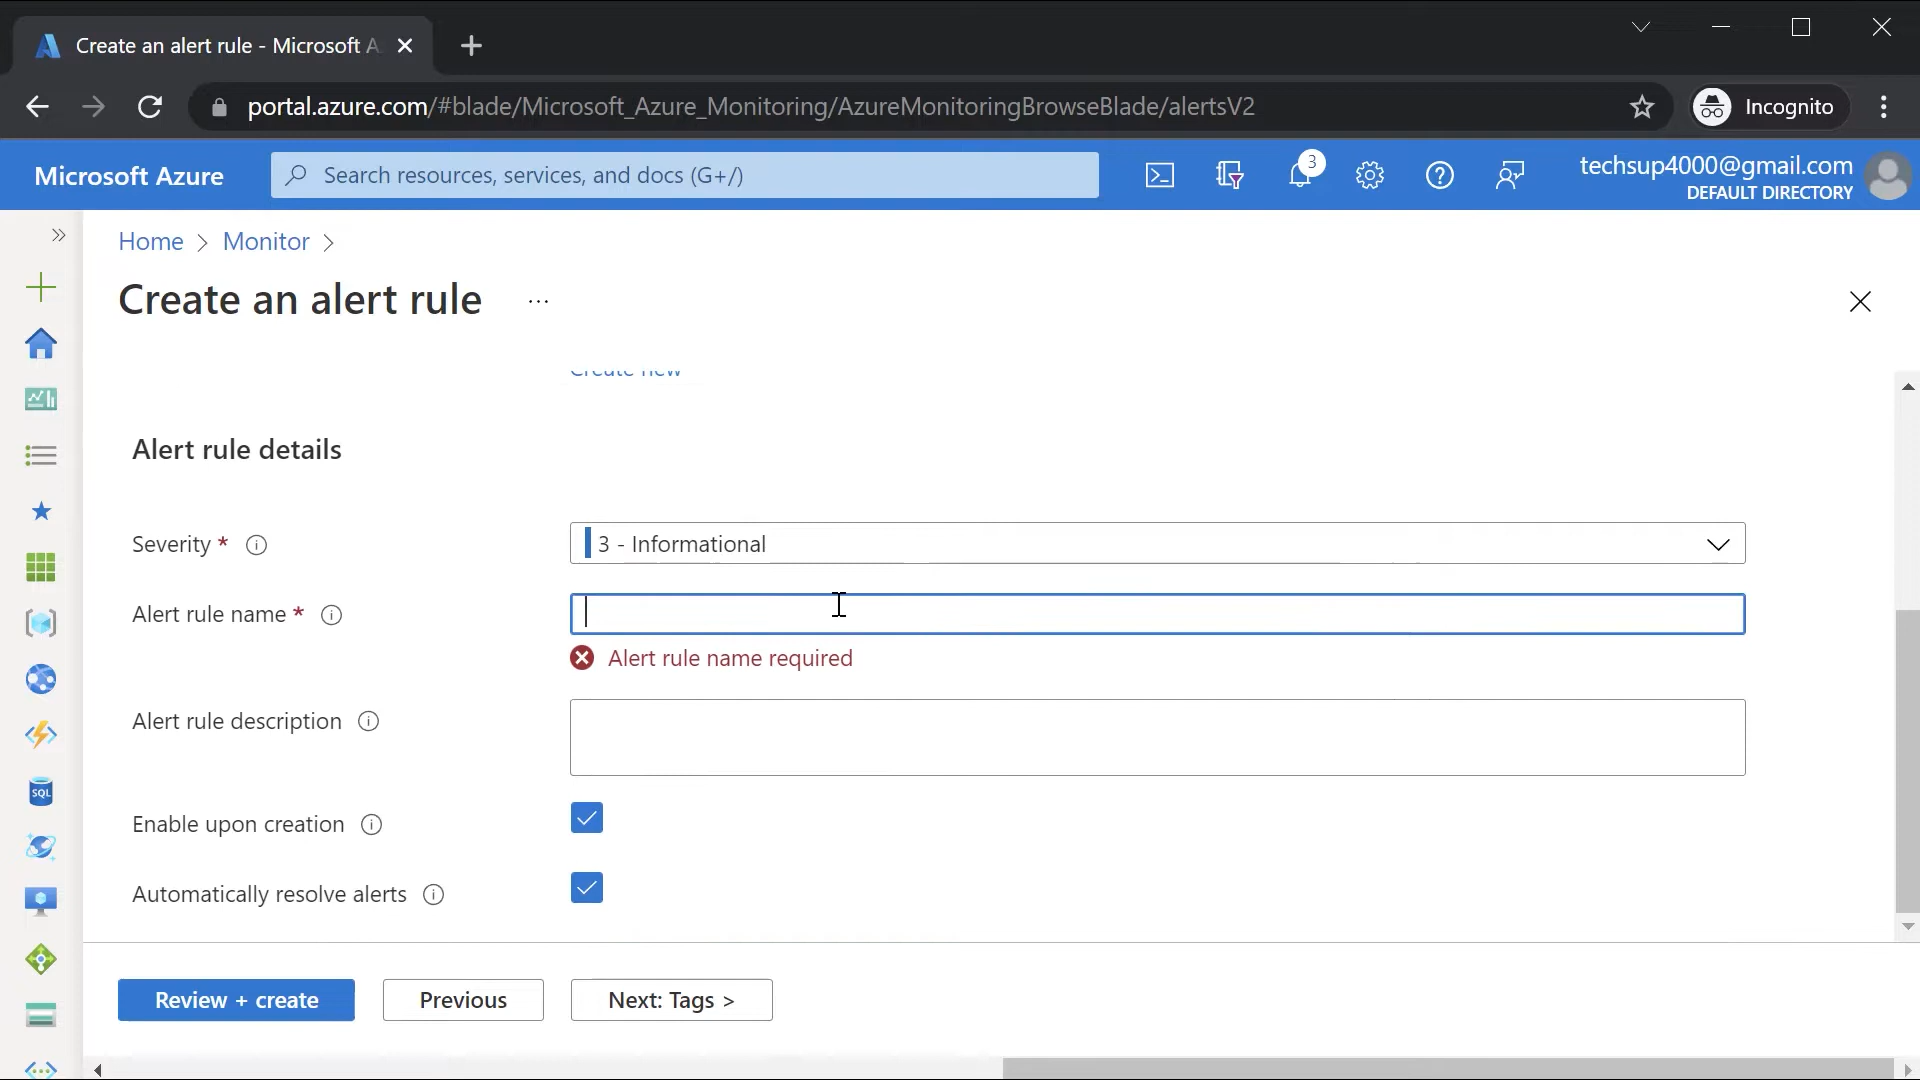 Create an alert rule - Microsoft A
portal.azure.com/#blade/Microsoft_Azure_Monitoring/AzureMonitoringBrowseBlade/alertsV2
Incognito
Microsoft Azure
Search resources, services, and docs (G+/)
3
techsup4000@gmail.com
DEFAULT DIRECTORY
Home > Monitor >
Create an alert rule ...
Create new
Alert rule details
Severity *
3 - Informational
Alert rule name *
Alert rule name required
Alert rule description
Enable upon creation
Automatically resolve alerts
SQL
Review + create
Previous
Next: Tags >